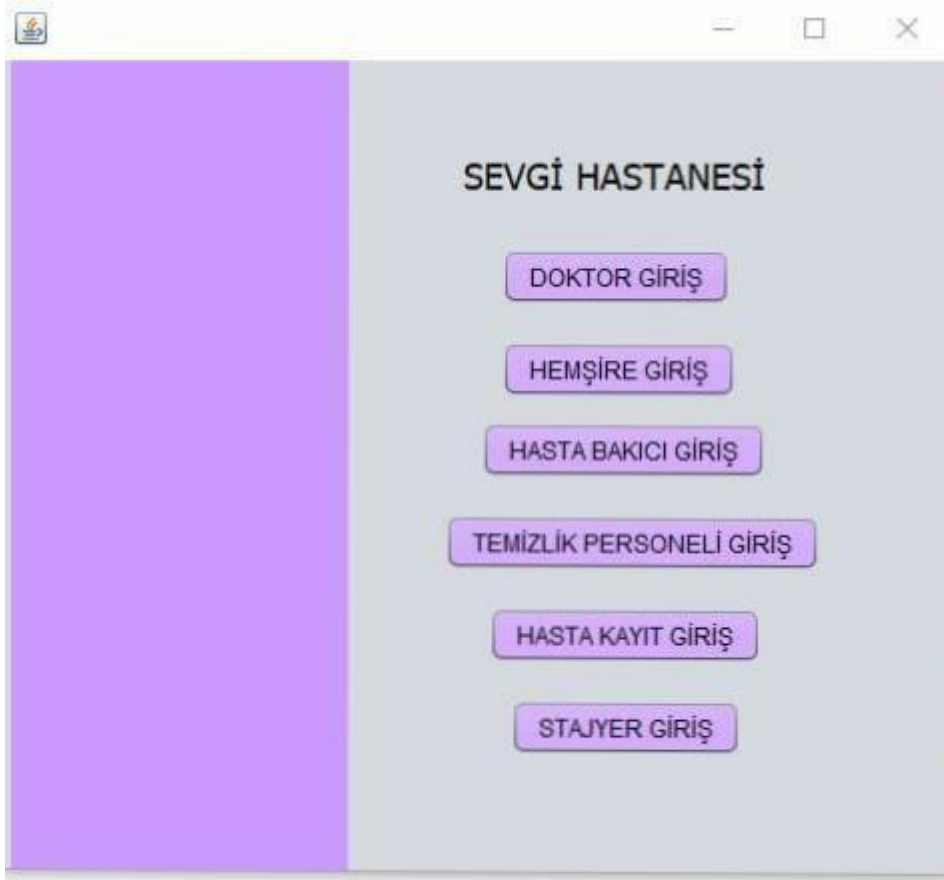 SEVGİ HASTANESİ
DOKTOR GİRİŞ
HEMŞİRE GİRİŞ
HASTA BAKICI GİRİŞ
TEMİZLİK PERSONELİ GİRİŞ
HASTA KAYIT GİRİŞ
STAJYER GİRİŞ